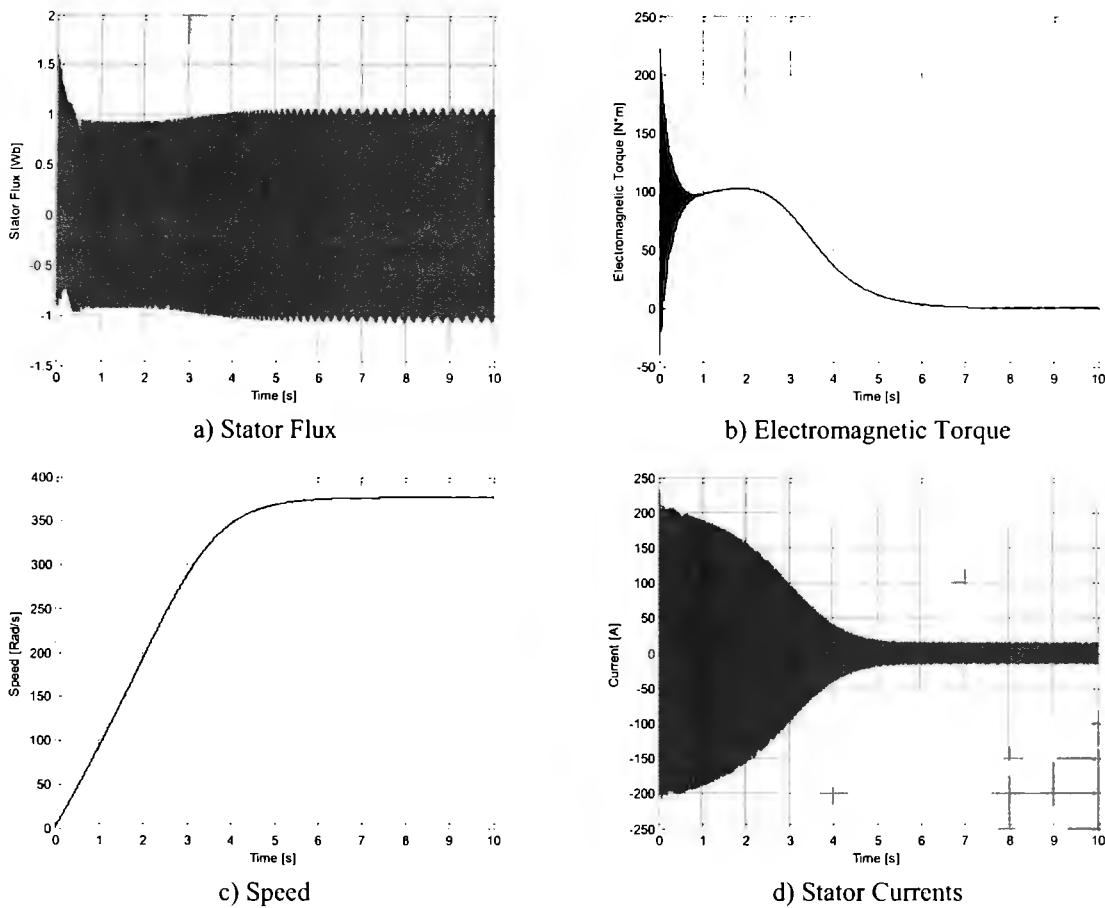 2
1.5
1
0.5
0
-0.5
-1
-1.5
Stator Flux [Wb]
0 1 2 3 4 5 6 7 8 9 10
Time [s]
a) Stator Flux
250
200
150
100
50
0
-50
Electromagnetic Torque [N*m]
0 1 2 3 4 5 6 7 8 9 10
Time [s]
b) Electromagnetic Torque
400
350
300
250
200
150
100
50
0
Speed [Rad/s]
0 1 2 3 4 5 6 7 8 9 10
Time [s]
c) Speed
250
200
150
100
50
0
-50
-100
-150
-200
-250
Current [A]
0 1 2 3 4 5 6 7 8 9 10
Time [s]
d) Stator Currents